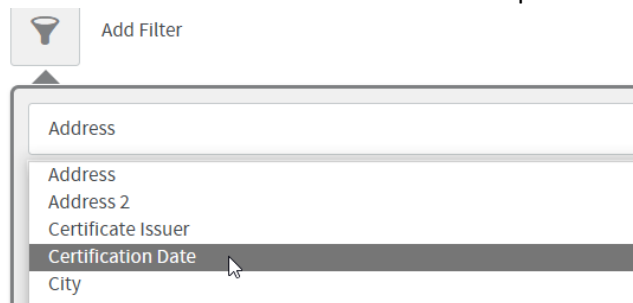 Add Filter
Address
Address
Address 2
Certificate Issuer
Certification Date
City